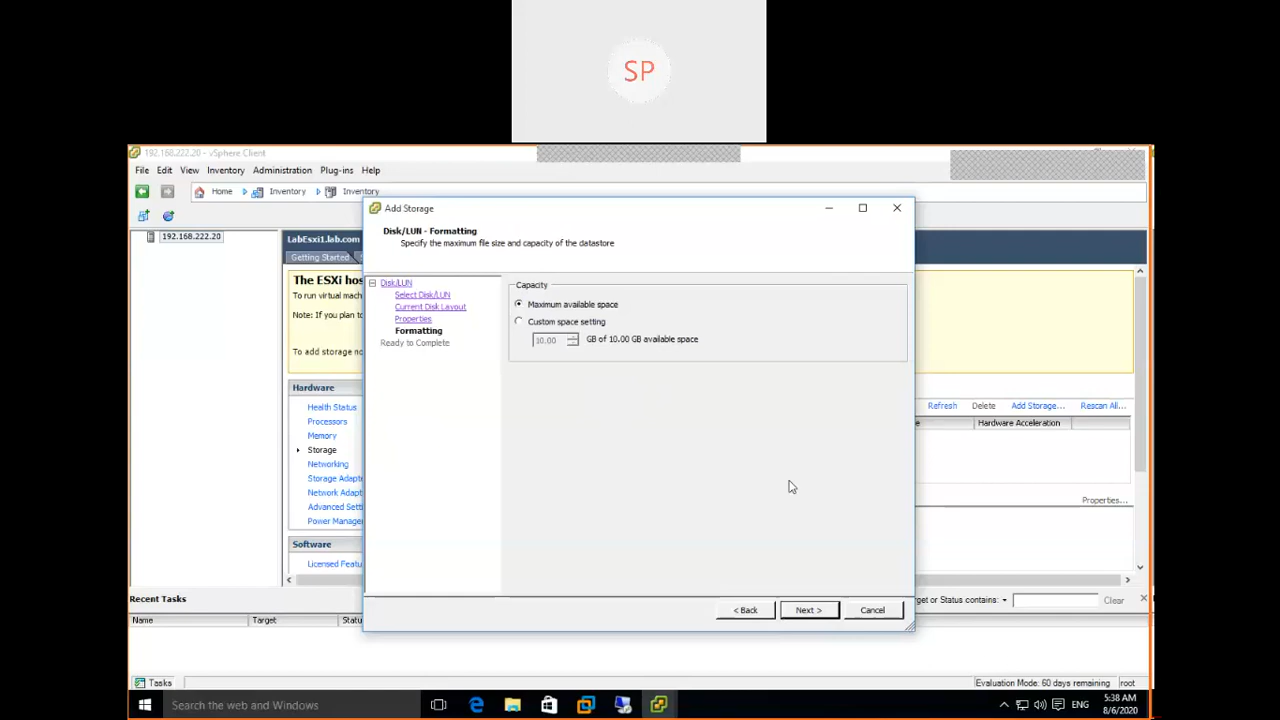 SP
192.168.222.20 - vSphere Client
File Edit View Inventory Administration Plug-ins Help
Home Inventory Inventory
192.168.222.20
LabEsxi1.lab.com
Getting Started
The ESXi hos
To run virtual mach
Note: If you plan to
To add storage no
Hardware
Health Status
Processors
Memory
Storage
Networking
Storage Adapt
Network Adapt
Advanced Sett
Power Manage
Software
Licensed Featu
Add Storage
Disk/LUN - Formatting
Specify the maximum file size and capacity of the datastore
Disk/LUN
Select Disk/LUN
Current Disk Layout
Properties
Formatting
Ready to Complete
Capacity
Maximum available space
Custom space setting
10.00 GB of 10.00 GB available space
< Back Next > Cancel
Refresh Delete Add Storage... Rescan All...
e Hardware Acceleration
Properties...
Recent Tasks
get or Status contains: Clear
Name Target Statu
Tasks
Evaluation Mode: 60 days remaining root
Search the web and Windows
ENG
5:38 AM
8/6/2020